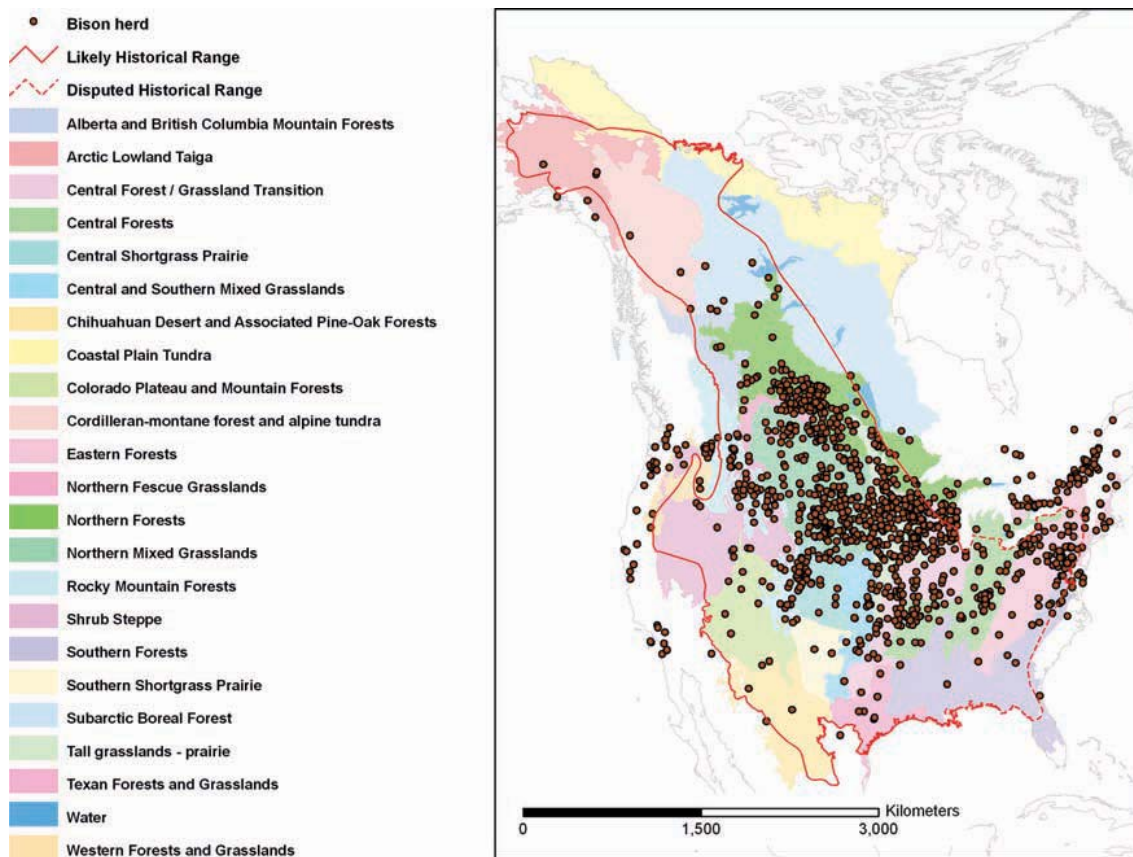 Bison herd
Likely Historical Range
Disputed Historical Range
Alberta and British Columbia Mountain Forests
Arctic Lowland Taiga
Central Forest / Grassland Transition
Central Forests
Central Shortgrass Prairie
Central and Southern Mixed Grasslands
Chihuahuan Desert and Associated Pine-Oak Forests
Coastal Plain Tundra
Colorado Plateau and Mountain Forests
Cordilleran-montane forest and alpine tundra
Eastern Forests
Northern Fescue Grasslands
Northern Forests
Northern Mixed Grasslands
Rocky Mountain Forests
Shrub Steppe
Southern Forests
Southern Shortgrass Prairie
Subarctic Boreal Forest
Tall grasslands - prairie
Texan Forests and Grasslands
Water
Western Forests and Grasslands
Kilometers
0 1,500 3,000